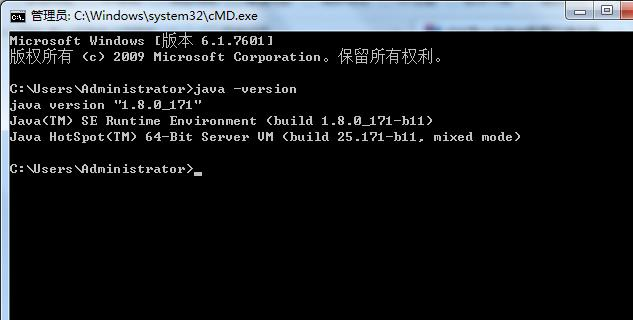 管理员: C:\Windows\system32\cMD.exe
Microsoft Windows [版本 6.1.7601]
版权所有 (c) 2009 Microsoft Corporation。保留所有权利。
C:\Users\Administrator>java -version
java version "1.8.0_171"
Java(TM) SE Runtime Environment (build 1.8.0_171-b11)
Java HotSpot(TM) 64-Bit Server VM (build 25.171-b11, mixed mode)
C:\Users\Administrator>_